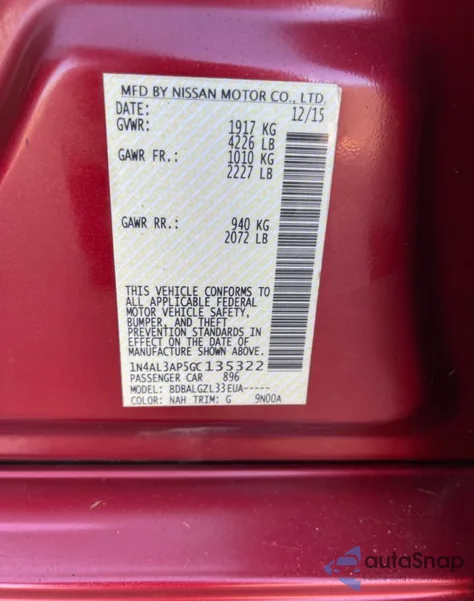 MFD BY NISSAN MOTOR CO., LTD.
DATE: 12/15
GVWR: 1917 KG
4226 LB
GAWR FR.: 1010 KG
2227 LB
GAWR RR.: 940 KG
2072 LB
THIS VEHICLE CONFORMS TO
ALL APPLICABLE FEDERAL
MOTOR VEHICLE SAFETY,
BUMPER, AND THEFT
PREVENTION STANDARDS IN
EFFECT ON THE DATE OF
MANUFACTURE SHOWN ABOVE.
1N4AL3AP5GC135322
PASSENGER CAR 896
MODEL: BDBALGZL33EUA-----
COLOR: NAH TRIM: G 9N00A
autoSnap